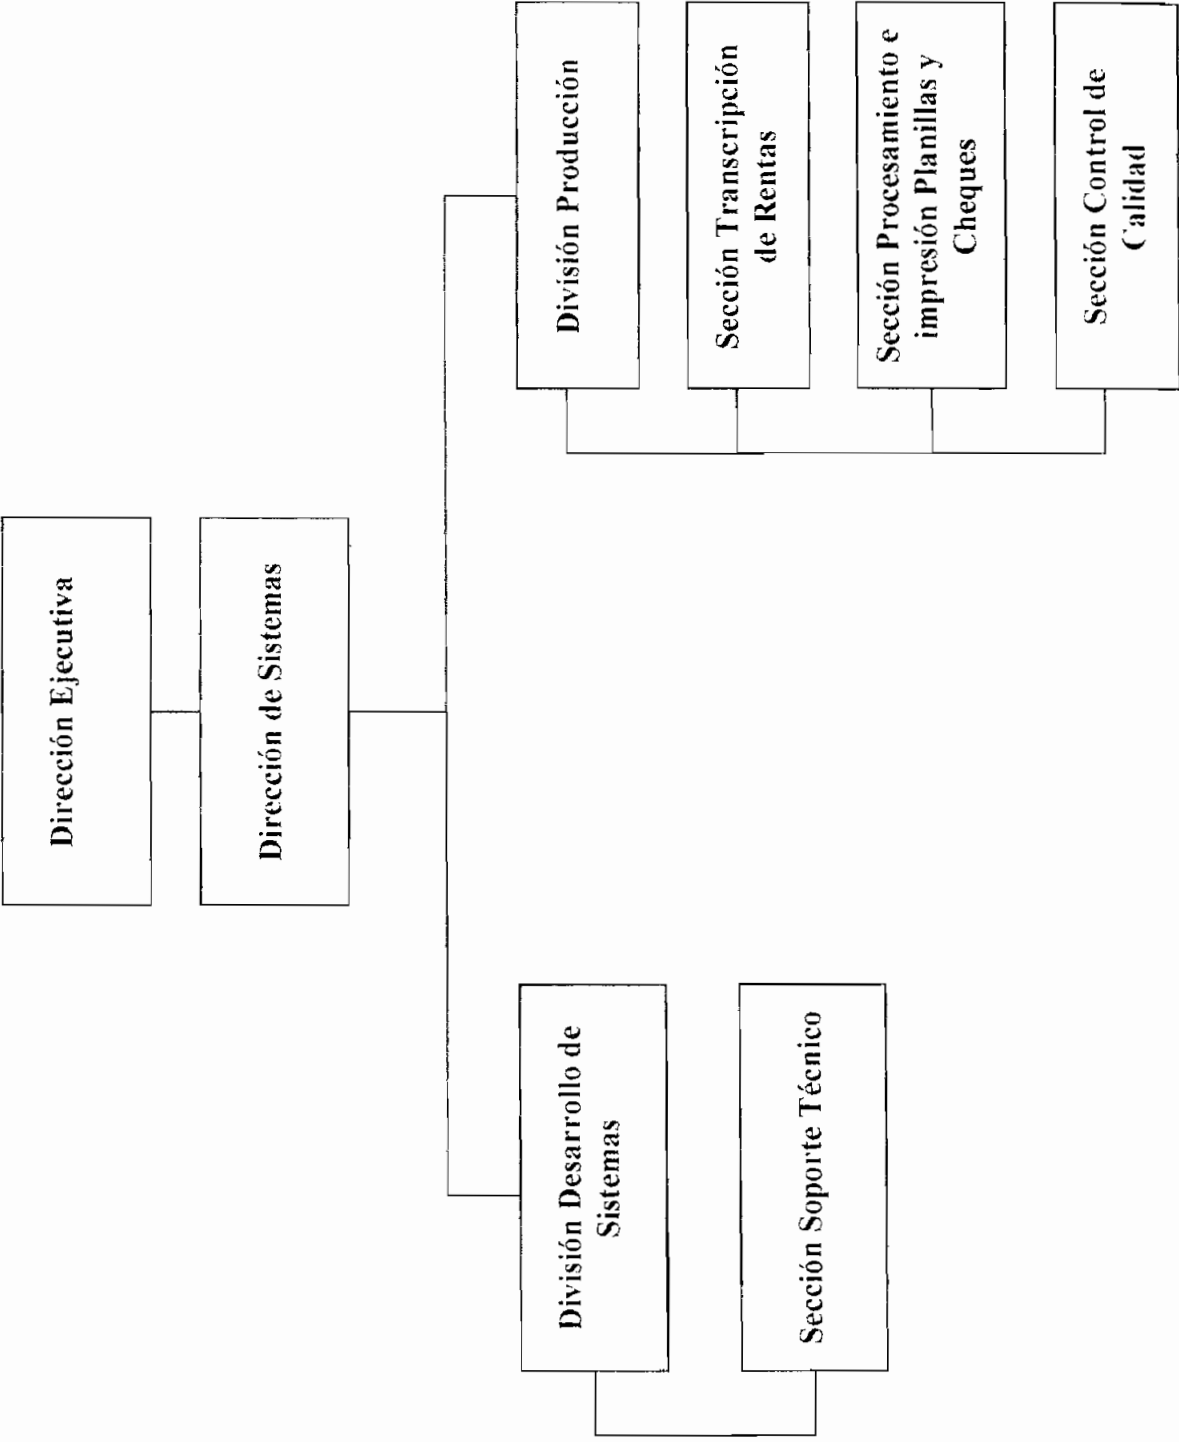 Dirección Ejecutiva
Dirección de Sistemas
División Desarrollo de
Sistemas
Sección Soporte Técnico
División Producción
Sección Transcripción
de Rentas
Sección Procesamiento e
impresión Planillas y
Cheques
Sección Control de
Calidad